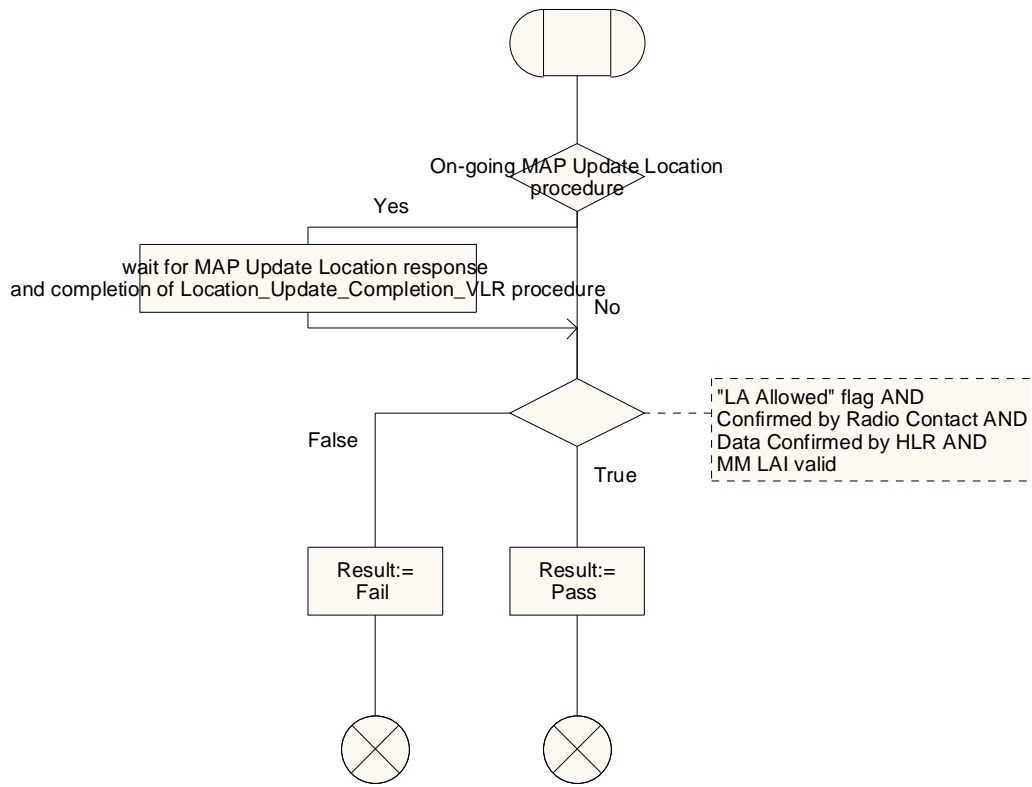 On-going MAP Update Location
procedure
Yes
wait for MAP Update Location response
and completion of Location_Update_Completion_VLR procedure
No
"LA Allowed" flag AND
Confirmed by Radio Contact AND
Data Confirmed by HLR AND
MM LAI valid
False
True
Result:=
Fail
Result:=
Pass